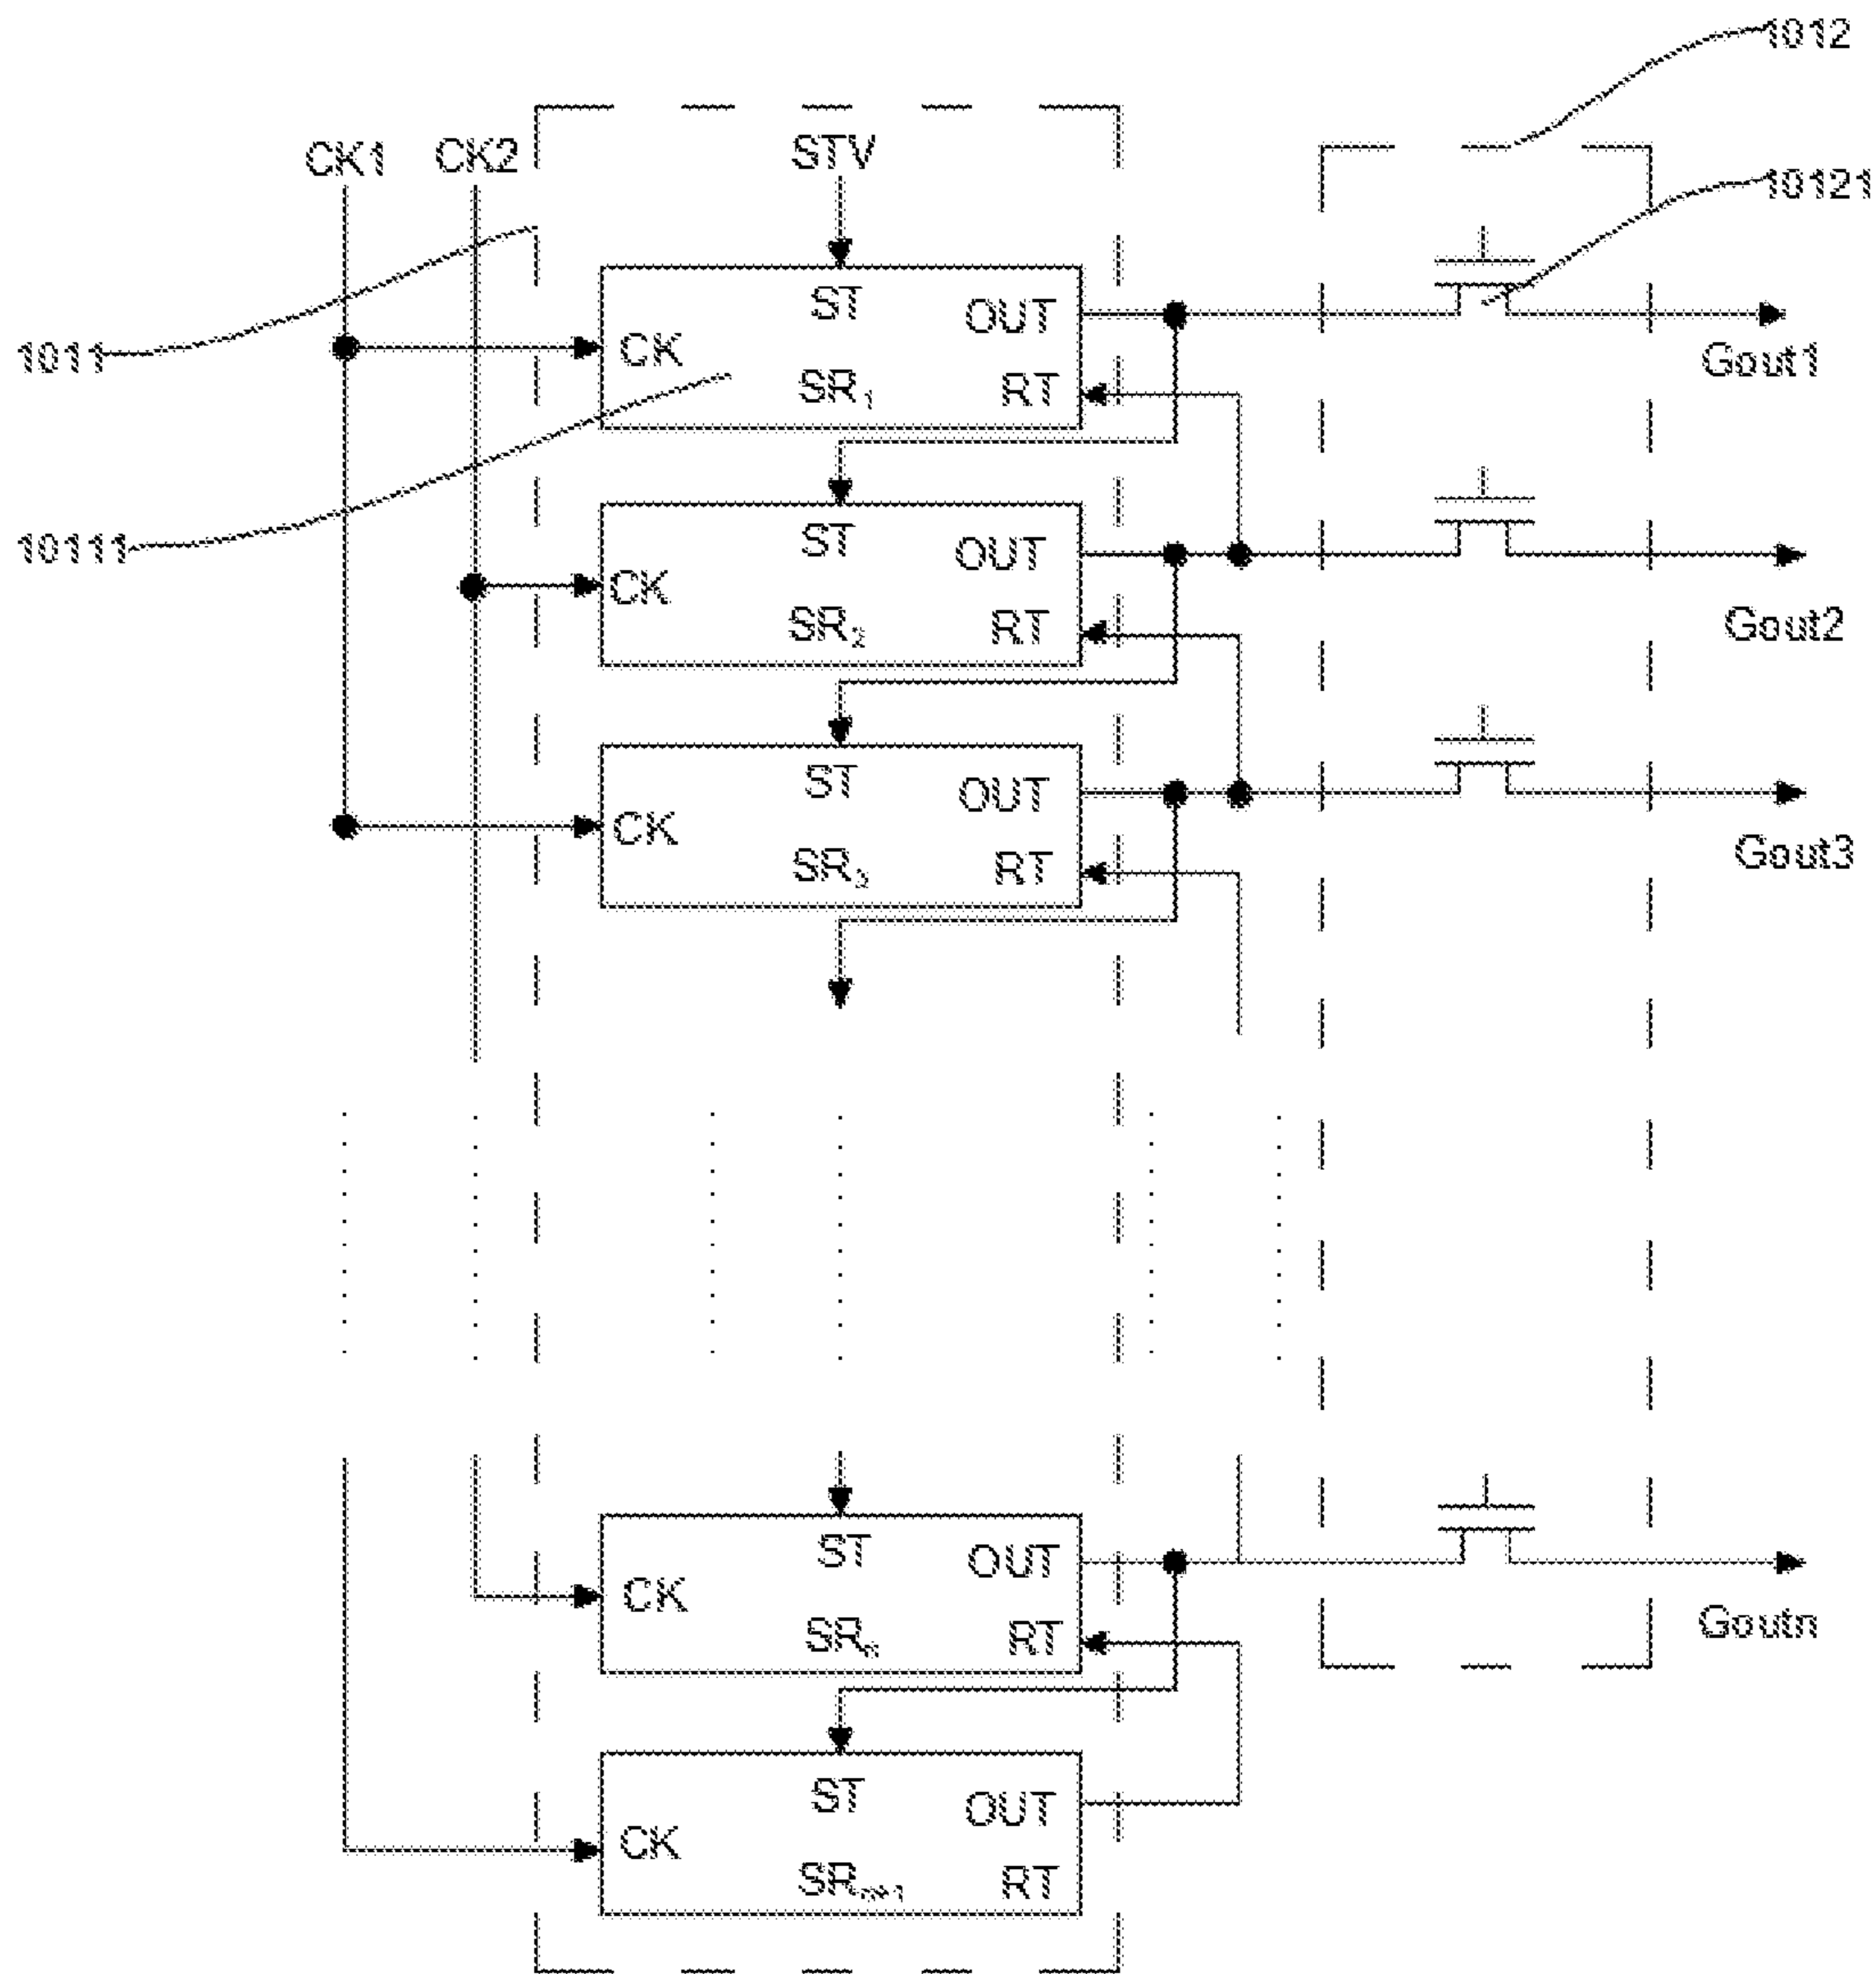 1012
CK1 CK2 STV
10121
ST
OUT
CK
1011
SR1
RT
Gout1
10111
ST
OUT
CK
SR2
RT
Gout2
ST
OUT
CK
SR3
RT
Gout3
ST
OUT
CK
SRn
RT
Goutn
ST
OUT
CK
SRn+1
RT